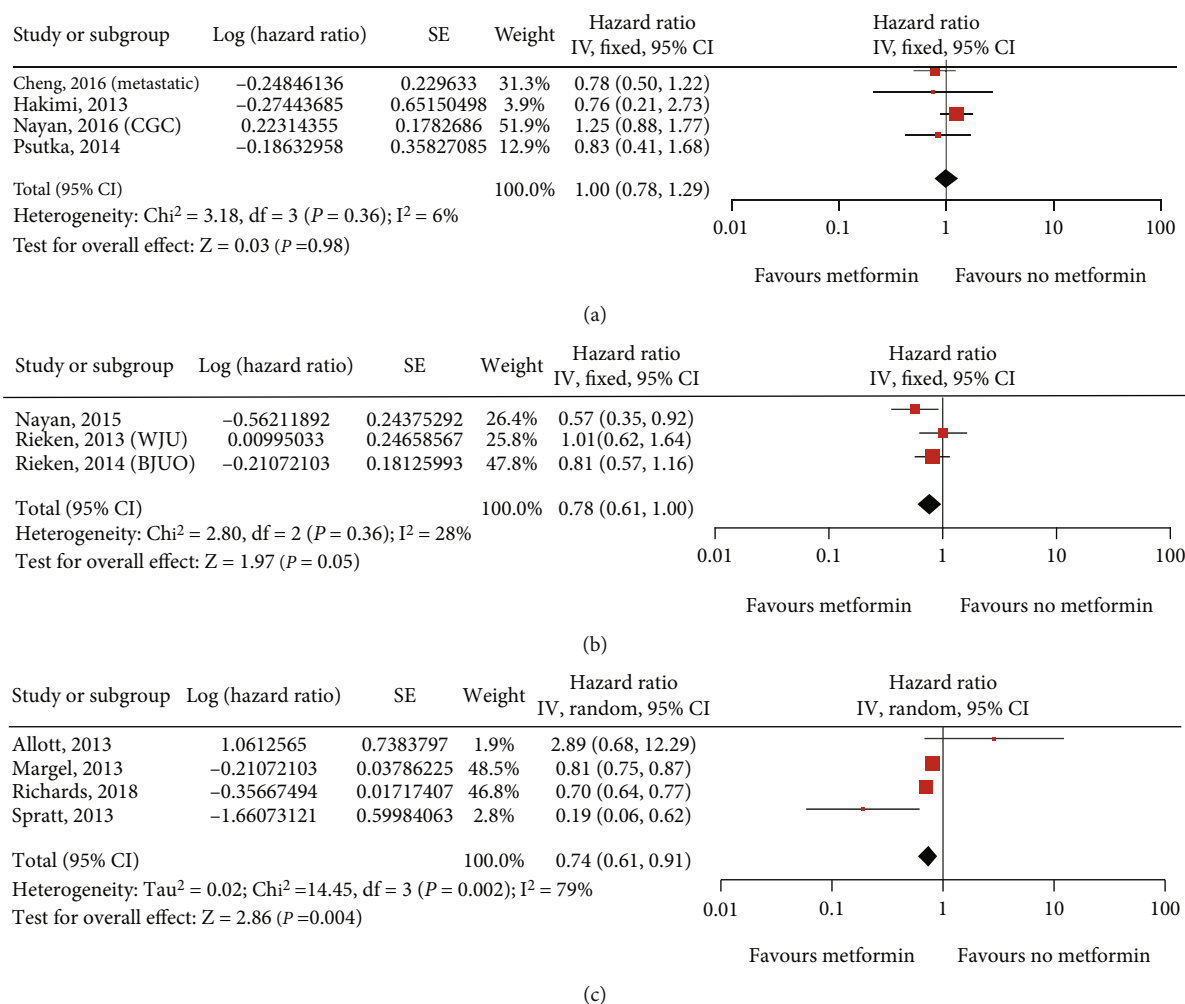 Study or subgroup Log (hazard ratio) SE Weight Hazard ratio IV, fixed, 95% CI Hazard ratio IV, fixed, 95% CI
Cheng, 2016 (metastatic) –0.24846136 0.229633 31.3% 0.78 (0.50, 1.22)
Hakimi, 2013 –0.27443685 0.65150498 3.9% 0.76 (0.21, 2.73)
Nayan, 2016 (CGC) 0.22314355 0.1782686 51.9% 1.25 (0.88, 1.77)
Psutka, 2014 –0.18632958 0.35827085 12.9% 0.83 (0.41, 1.68)
Total (95% CI) 100.0% 1.00 (0.78, 1.29)
Heterogeneity: Chi² = 3.18, df = 3 (P = 0.36); I² = 6%
Test for overall effect: Z = 0.03 (P =0.98)
0.01 0.1 1 10 100
Favours metformin Favours no metformin
(a)
Study or subgroup Log (hazard ratio) SE Weight Hazard ratio IV, fixed, 95% CI Hazard ratio IV, fixed, 95% CI
Nayan, 2015 –0.56211892 0.24375292 26.4% 0.57 (0.35, 0.92)
Rieken, 2013 (WJU) 0.00995033 0.24658567 25.8% 1.01(0.62, 1.64)
Rieken, 2014 (BJUO) –0.21072103 0.18125993 47.8% 0.81 (0.57, 1.16)
Total (95% CI) 100.0% 0.78 (0.61, 1.00)
Heterogeneity: Chi² = 2.80, df = 2 (P = 0.36); I² = 28%
Test for overall effect: Z = 1.97 (P = 0.05)
0.01 0.1 1 10 100
Favours metformin Favours no metformin
(b)
Study or subgroup Log (hazard ratio) SE Weight Hazard ratio IV, random, 95% CI Hazard ratio IV, random, 95% CI
Allott, 2013 1.0612565 0.7383797 1.9% 2.89 (0.68, 12.29)
Margel, 2013 –0.21072103 0.03786225 48.5% 0.81 (0.75, 0.87)
Richards, 2018 –0.35667494 0.01717407 46.8% 0.70 (0.64, 0.77)
Spratt, 2013 –1.66073121 0.59984063 2.8% 0.19 (0.06, 0.62)
Total (95% CI) 100.0% 0.74 (0.61, 0.91)
Heterogeneity: Tau² = 0.02; Chi² =14.45, df = 3 (P = 0.002); I² = 79%
Test for overall effect: Z = 2.86 (P =0.004)
0.01 0.1 1 10 100
Favours metformin Favours no metformin
(c)